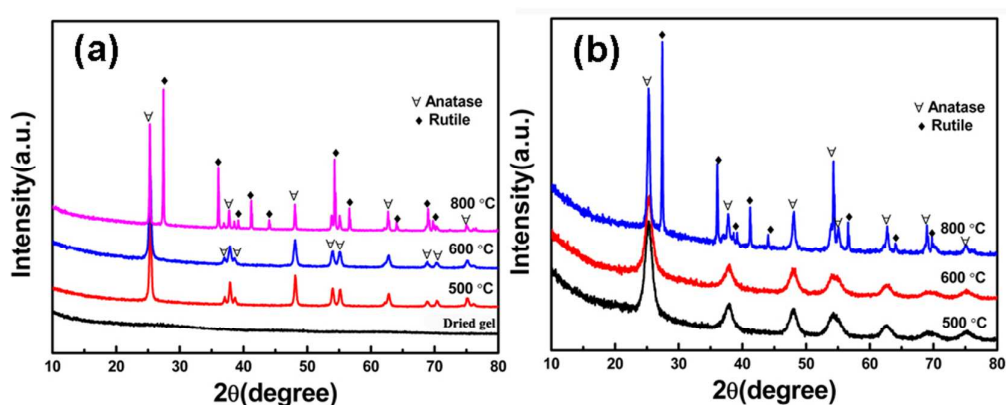 (a)
∀ Anatase
♦ Rutile
800 °C
600 °C
500 °C
Dried gel
Intensity(a.u.)
10 20 30 40 50 60 70 80
2θ(degree)
(b)
∀ Anatase
♦ Rutile
800 °C
600 °C
500 °C
Intensity(a.u.)
10 20 30 40 50 60 70 80
2θ(degree)